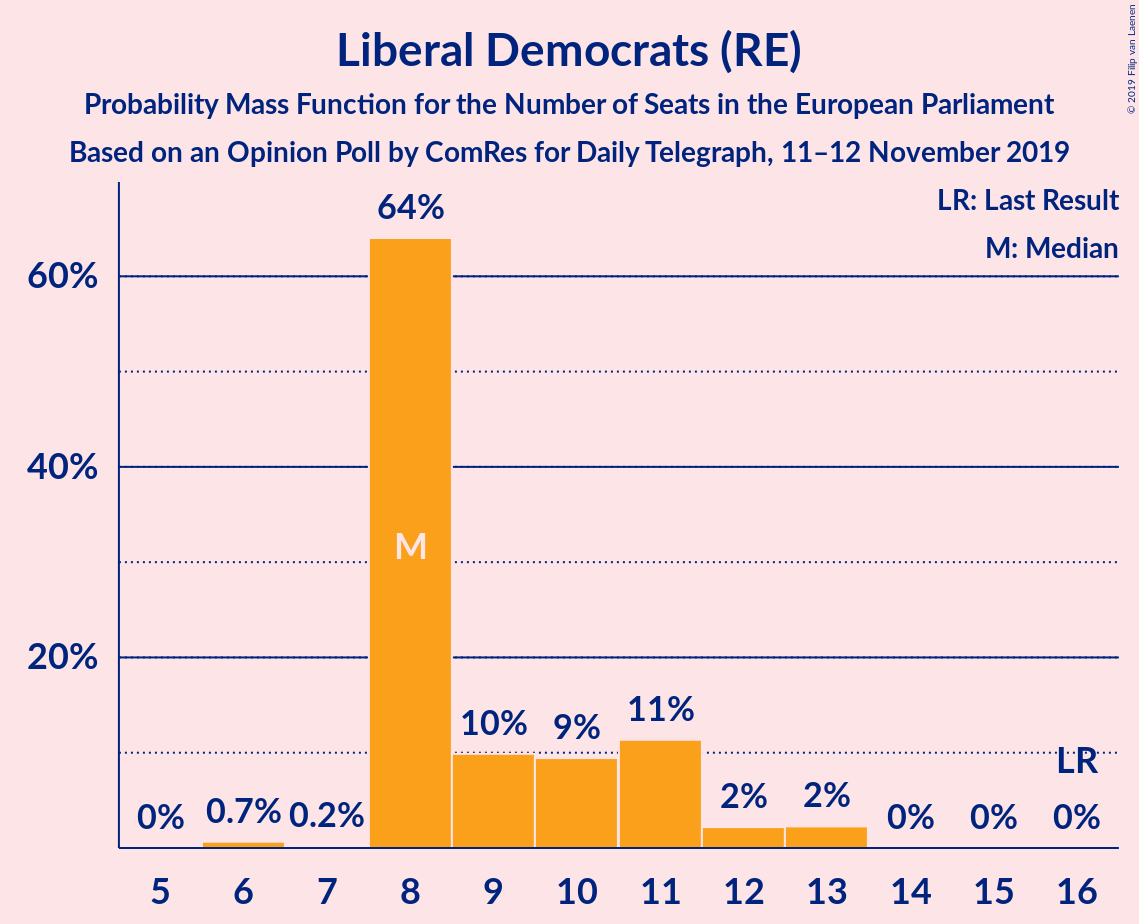 Liberal Democrats (RE)
Probability Mass Function for the Number of Seats in the European Parliament
Based on an Opinion Poll by ComRes for Daily Telegraph, 11–12 November 2019
© 2019 Filip van Laenen
LR: Last Result
M: Median
60%
40%
20%
0%
0.7%
0.2%
64%
M
10%
9%
11%
2%
2%
0%
0%
LR
0%
5 6 7 8 9 10 11 12 13 14 15 16